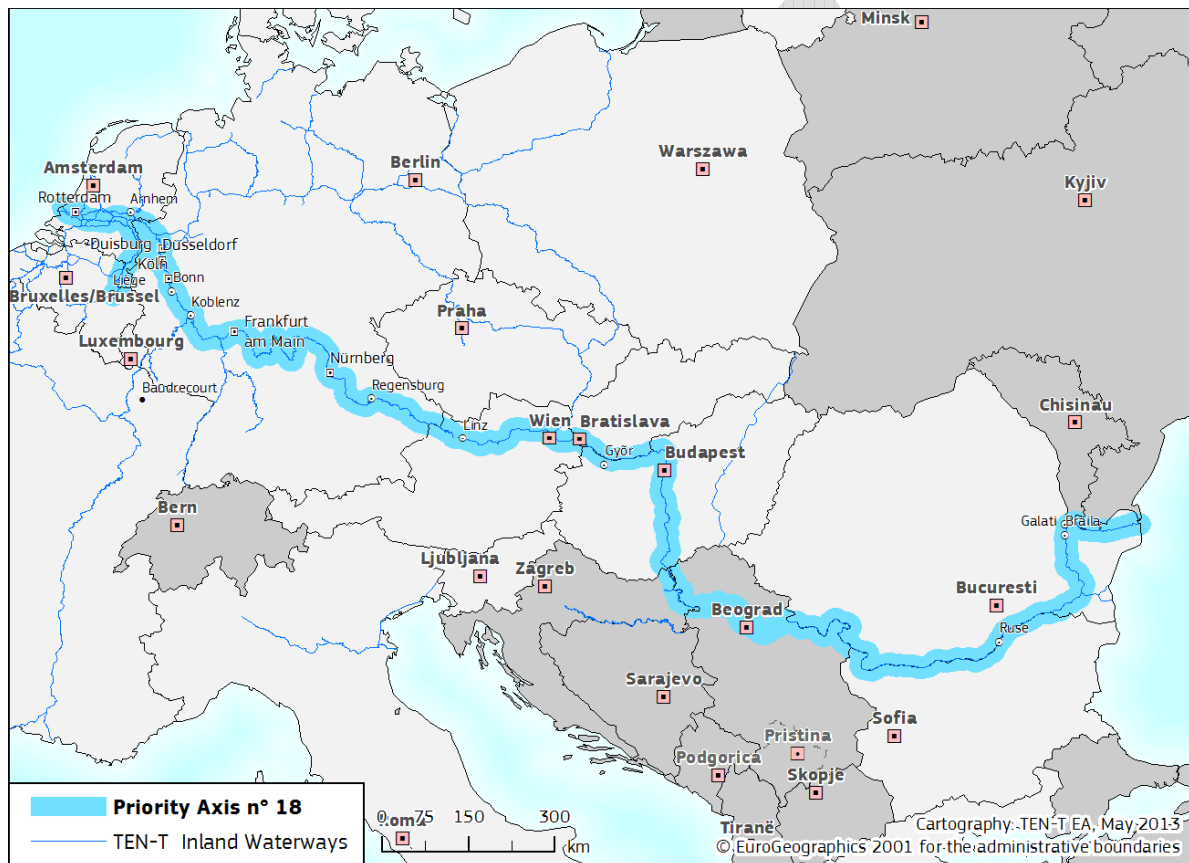 Minsk
Warszawa
Berlin
Amsterdam
Kyjiv
Rotterdam
Arnhem
Duisburg
Düsseldorf
Köln
Liege
Bonn
Bruxelles/Brussel
Koblenz
Praha
Frankfurt
am Main
Luxembourg
Nürnberg
Baudrecourt
Regensburg
Chisinau
Linz
Wien
Bratislava
Győr
Budapest
Bern
Galati
Braila
Ljubljana
Zagreb
Bucuresti
Beograd
Ruse
Sarajevo
Sofia
Pristina
Podgorica
Skopje
Priority Axis n° 18
TEN-T Inland Waterways
Roma
0 75 150 300
km
Tiranë
Cartography: TEN-T EA, May 2013
© EuroGeographics 2001 for the administrative boundaries